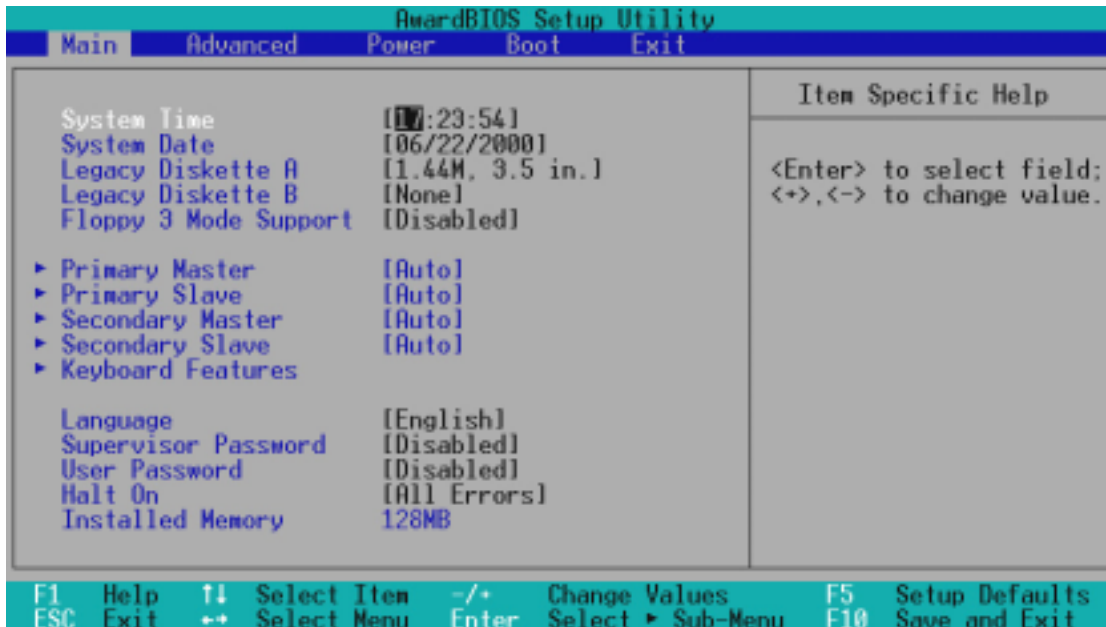 AwardBIOS Setup Utility
Main Advanced Power Boot Exit
System Time [17:23:54]
System Date [06/22/2000]
Legacy Diskette A [1.44M, 3.5 in.]
Legacy Diskette B [None]
Floppy 3 Mode Support [Disabled]
▶ Primary Master [Auto]
▶ Primary Slave [Auto]
▶ Secondary Master [Auto]
▶ Secondary Slave [Auto]
▶ Keyboard Features
Language [English]
Supervisor Password [Disabled]
User Password [Disabled]
Halt On [All Errors]
Installed Memory 128MB
Item Specific Help
<Enter> to select field;
<+>,<-> to change value.
F1 Help ↑↓ Select Item -/+ Change Values F5 Setup Defaults
ESC Exit ←→ Select Menu Enter Select ▶ Sub-Menu F10 Save and Exit